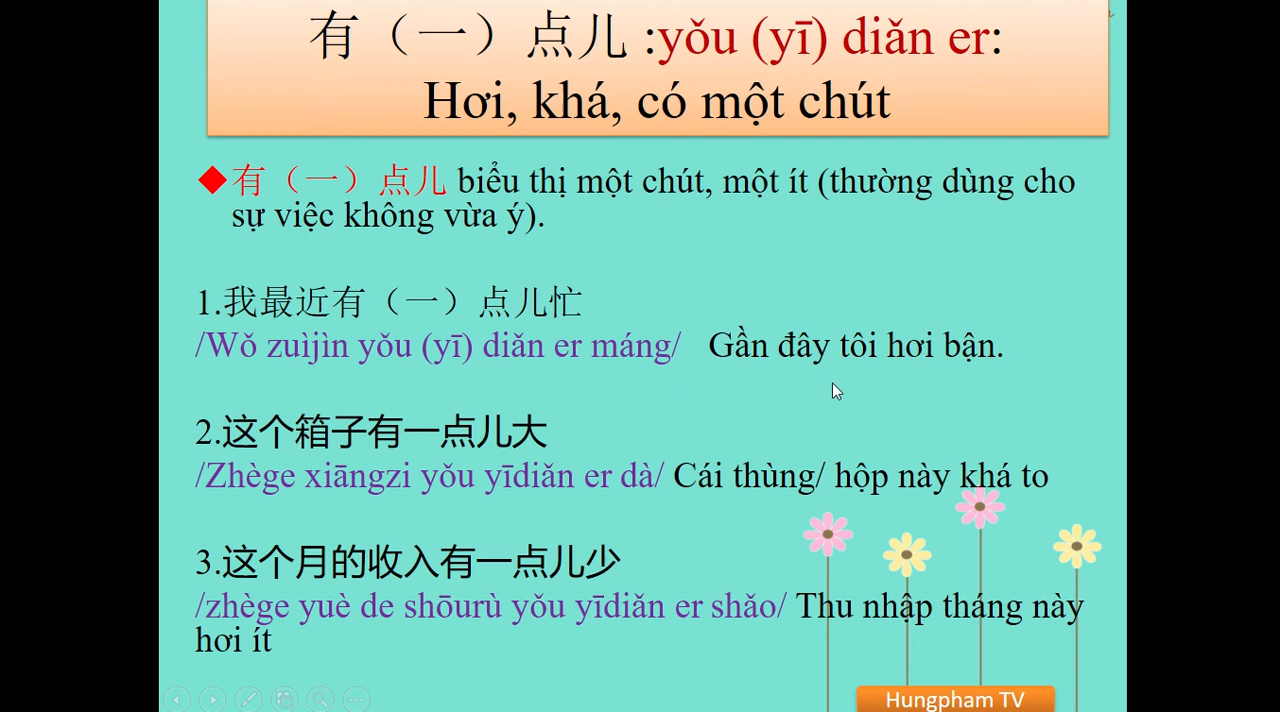 有（一）点儿 :yǒu (yī) diǎn er:
Hơi, khá, có một chút
有（一）点儿 biểu thị một chút, một ít (thường dùng cho
sự việc không vừa ý).
1.我最近有（一）点儿忙
/Wǒ zuìjìn yǒu (yī) diǎn er máng/ Gần đây tôi hơi bận.
2.这个箱子有一点儿大
/Zhège xiāngzi yǒu yīdiǎn er dà/ Cái thùng/ hộp này khá to
3.这个月的收入有一点儿少
/zhège yuè de shōurù yǒu yīdiǎn er shǎo/ Thu nhập tháng này
hơi ít
Hungpham TV